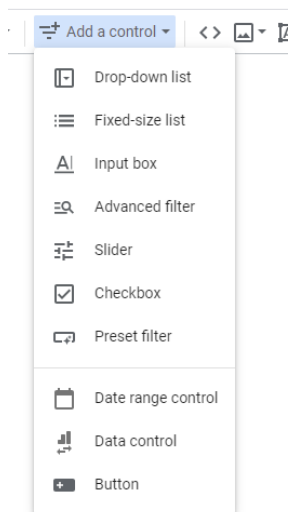 Add a control
Drop-down list
Fixed-size list
Input box
Advanced filter
Slider
Checkbox
Preset filter
Date range control
Data control
Button